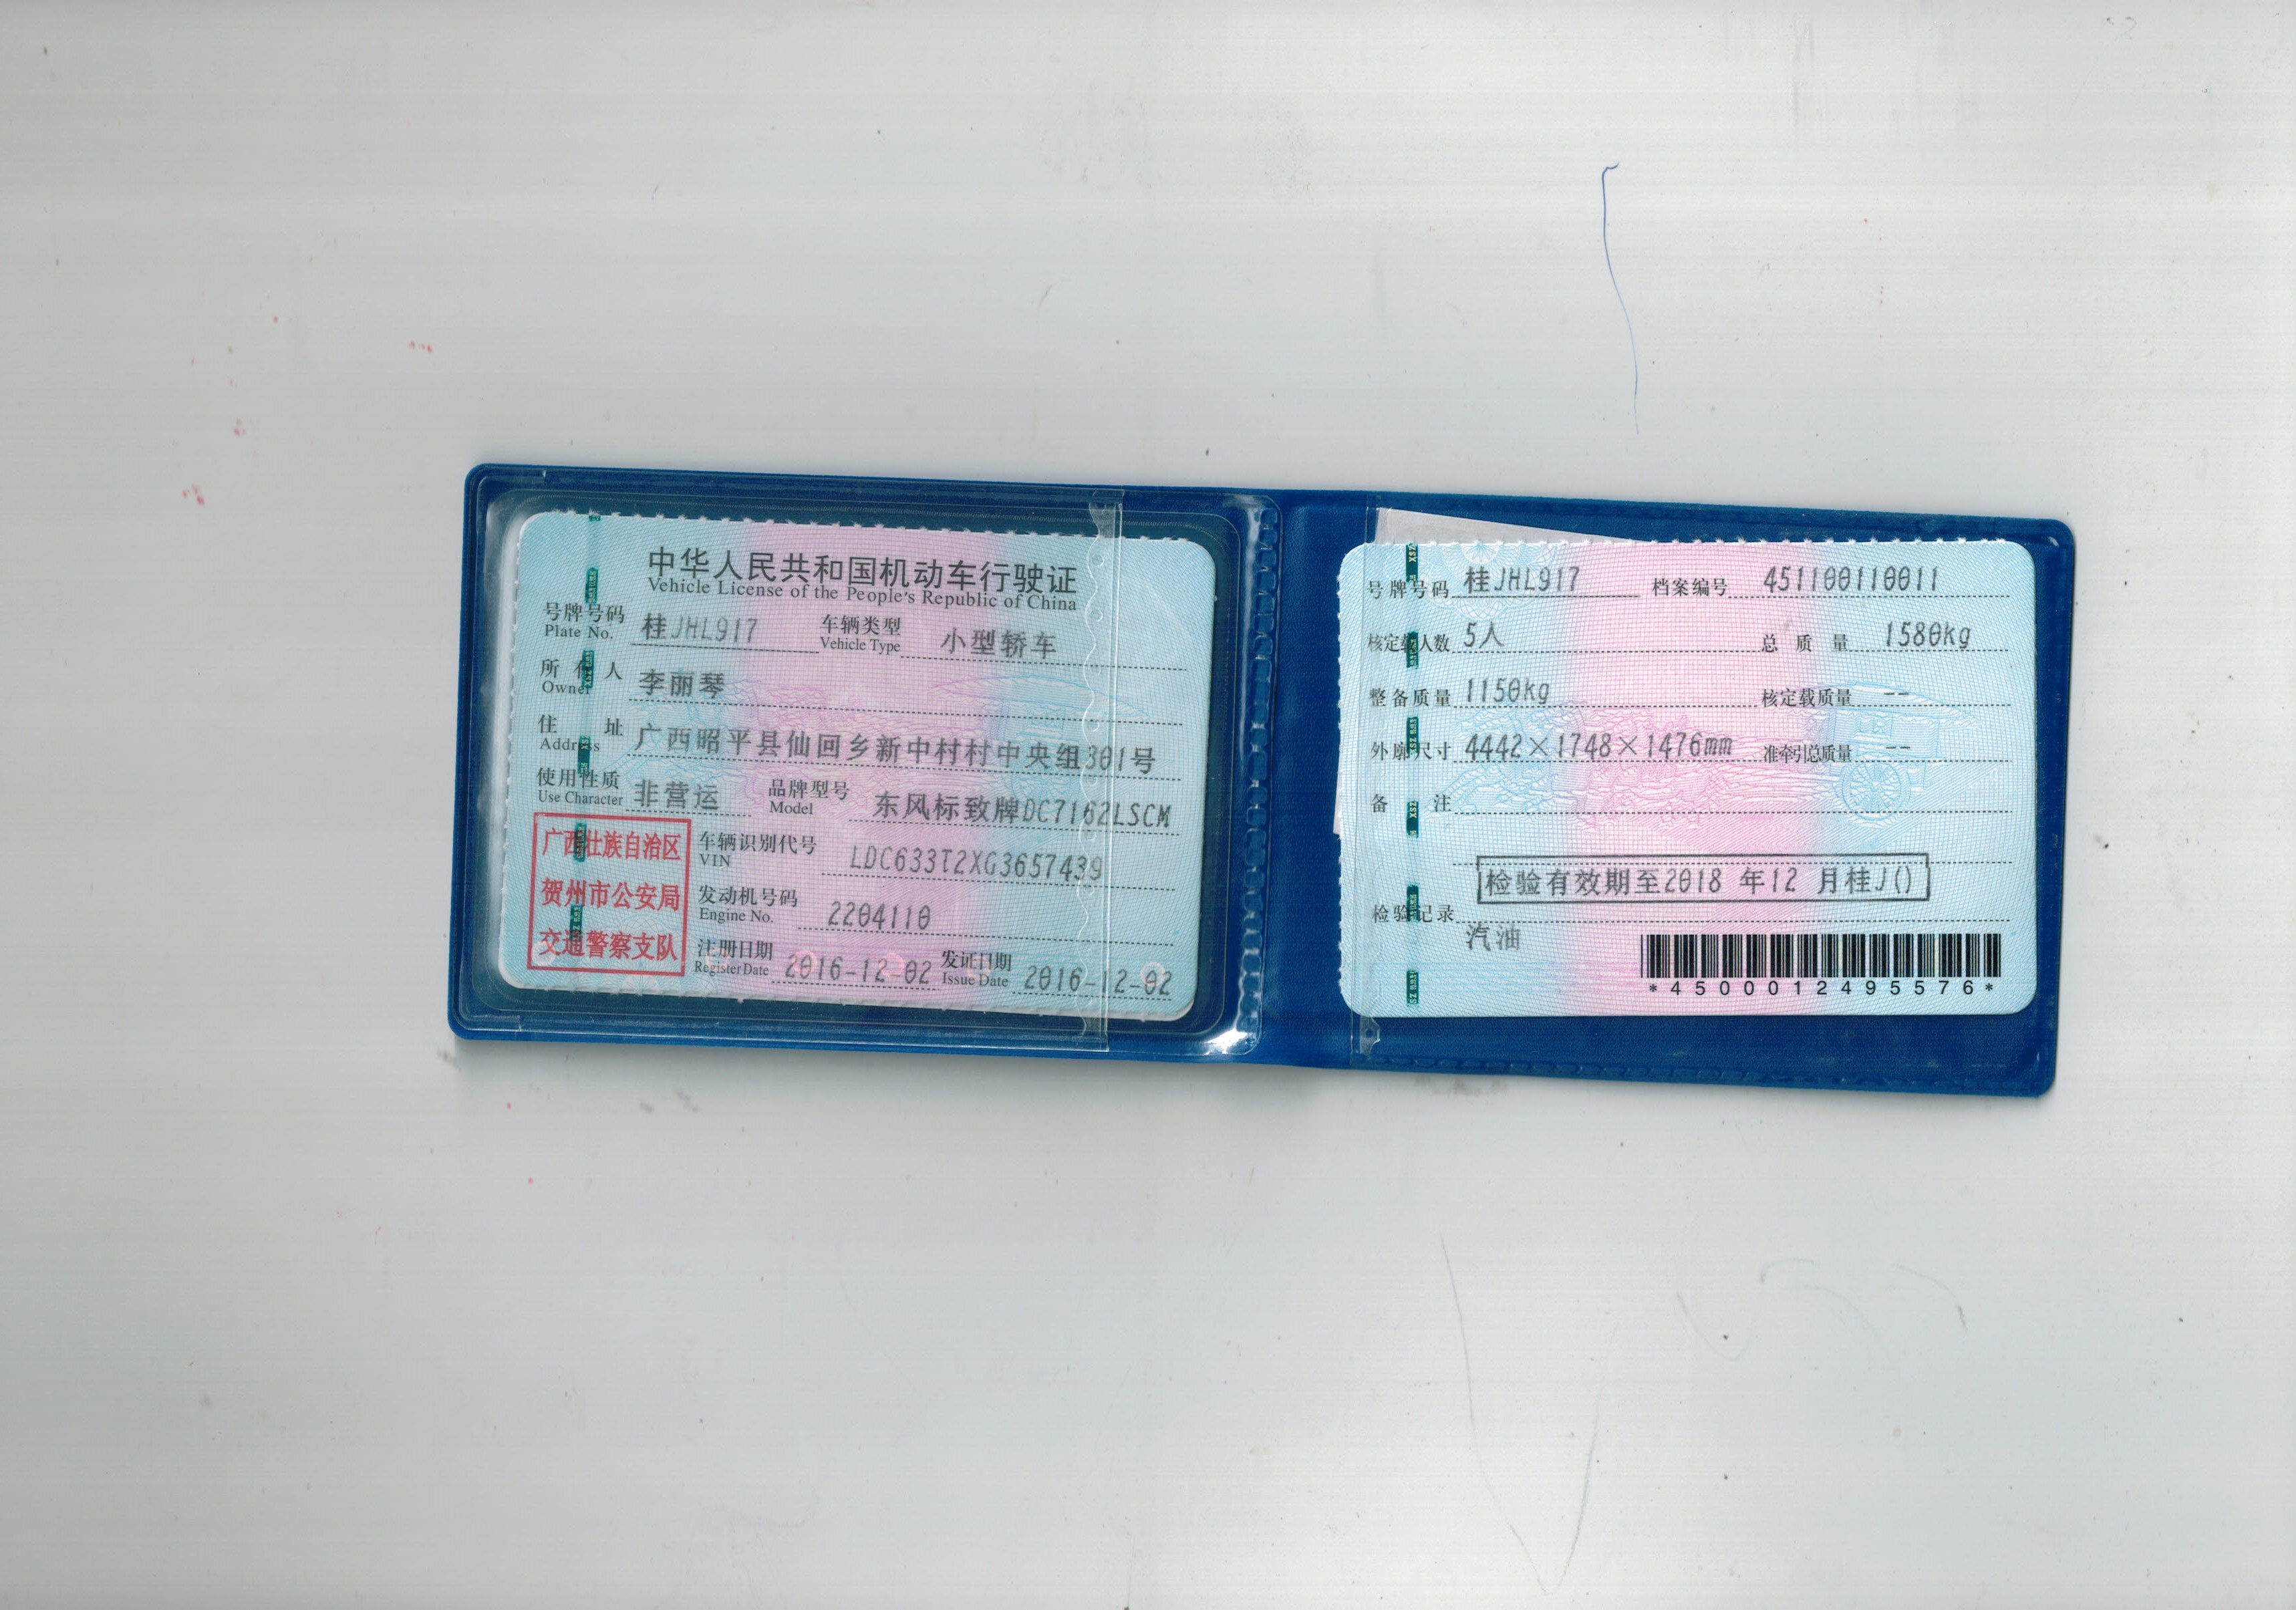 中华人民共和国机动车行驶证
Vehicle License of the People's Republic of China
号牌号码 桂JHL917 车辆类型 小型轿车
Plate No. Vehicle Type
所有人 李丽琴
Owner
住址 广西昭平县仙回乡新中村村中央组301号
Address
使用性质 非营运 品牌型号 东风标致牌DC7162LSCM
Use Character Model
广西壮族自治区
贺州市公安局
交通警察支队
车辆识别代号 LDC633T2XG3657439
VIN
发动机号码 2204110
Engine No.
注册日期 2016-12-02 发证日期 2016-12-02
Register Date Issue Date
号牌号码 桂JHL917 档案编号 451100110011
核定载人数 5人 总质量 1580kg
整备质量 1150kg 核定载质量 --
外廓尺寸 4442×1748×1476mm 准牵引总质量 --
备注
检验有效期至2018 年12 月桂J()
检验记录
汽油
*4500012495576*